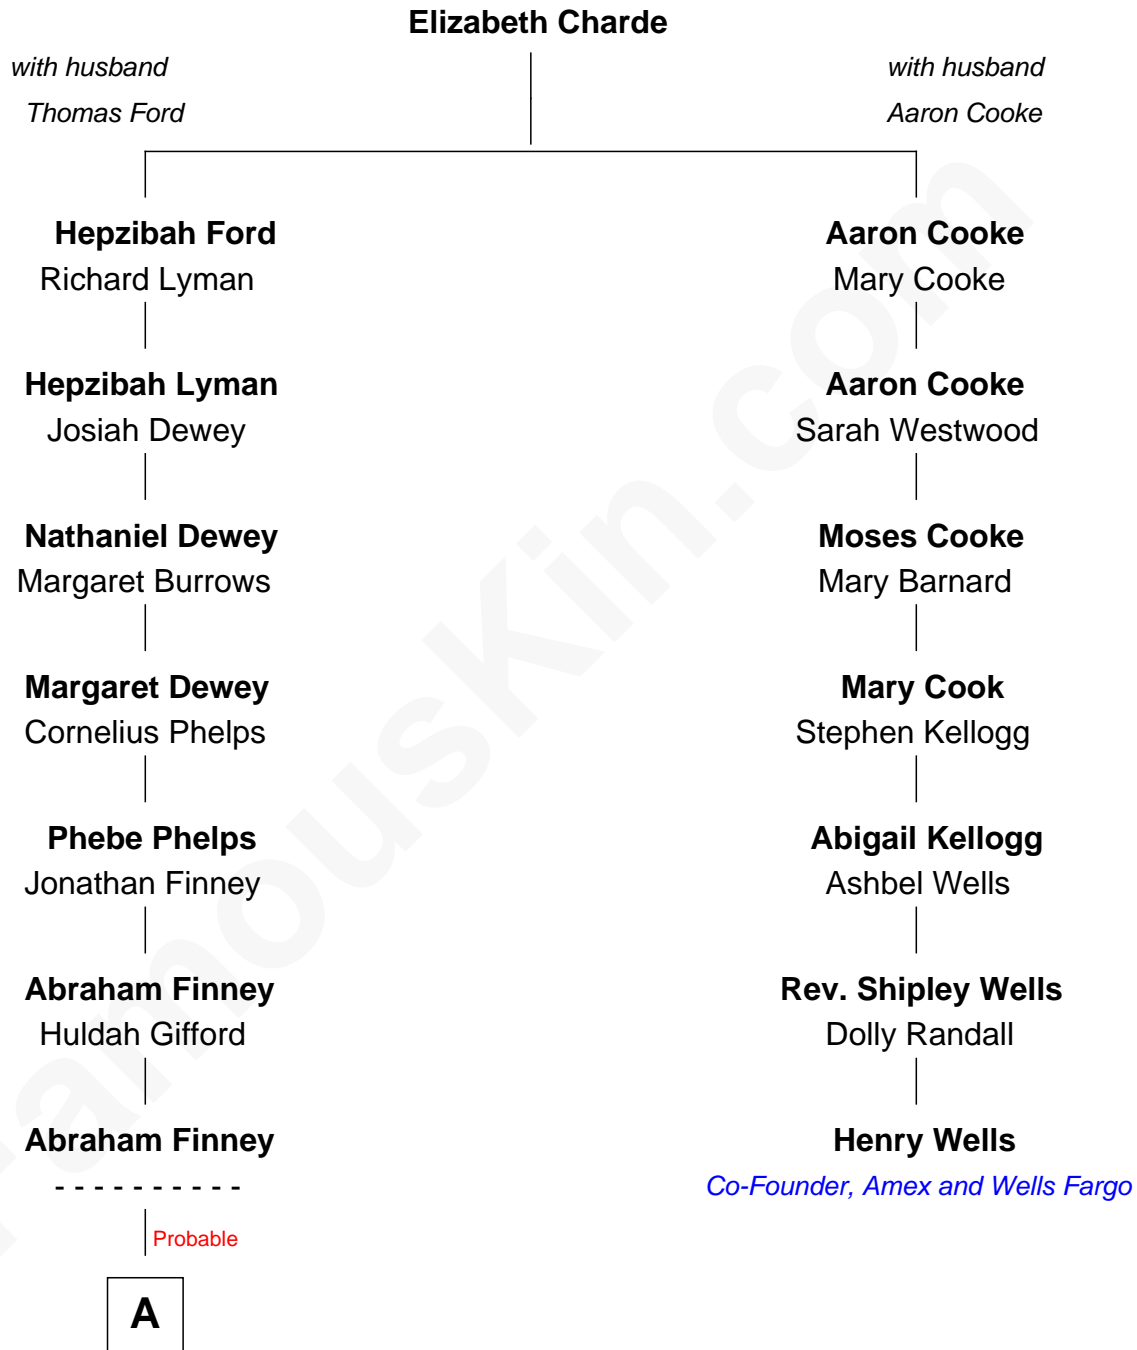 Elizabeth Charde
with husband
Thomas Ford
with husband
Aaron Cooke
Hepzibah Ford
Richard Lyman
Aaron Cooke
Mary Cooke
Hepzibah Lyman
Josiah Dewey
Aaron Cooke
Sarah Westwood
Nathaniel Dewey
Margaret Burrows
Moses Cooke
Mary Barnard
Margaret Dewey
Cornelius Phelps
Mary Cook
Stephen Kellogg
Phebe Phelps
Jonathan Finney
Abigail Kellogg
Ashbel Wells
Abraham Finney
Huldah Gifford
Rev. Shipley Wells
Dolly Randall
Abraham Finney
- - - - - - - - - -
Henry Wells
Co-Founder, Amex and Wells Fargo
Probable
A
FamousKin.com